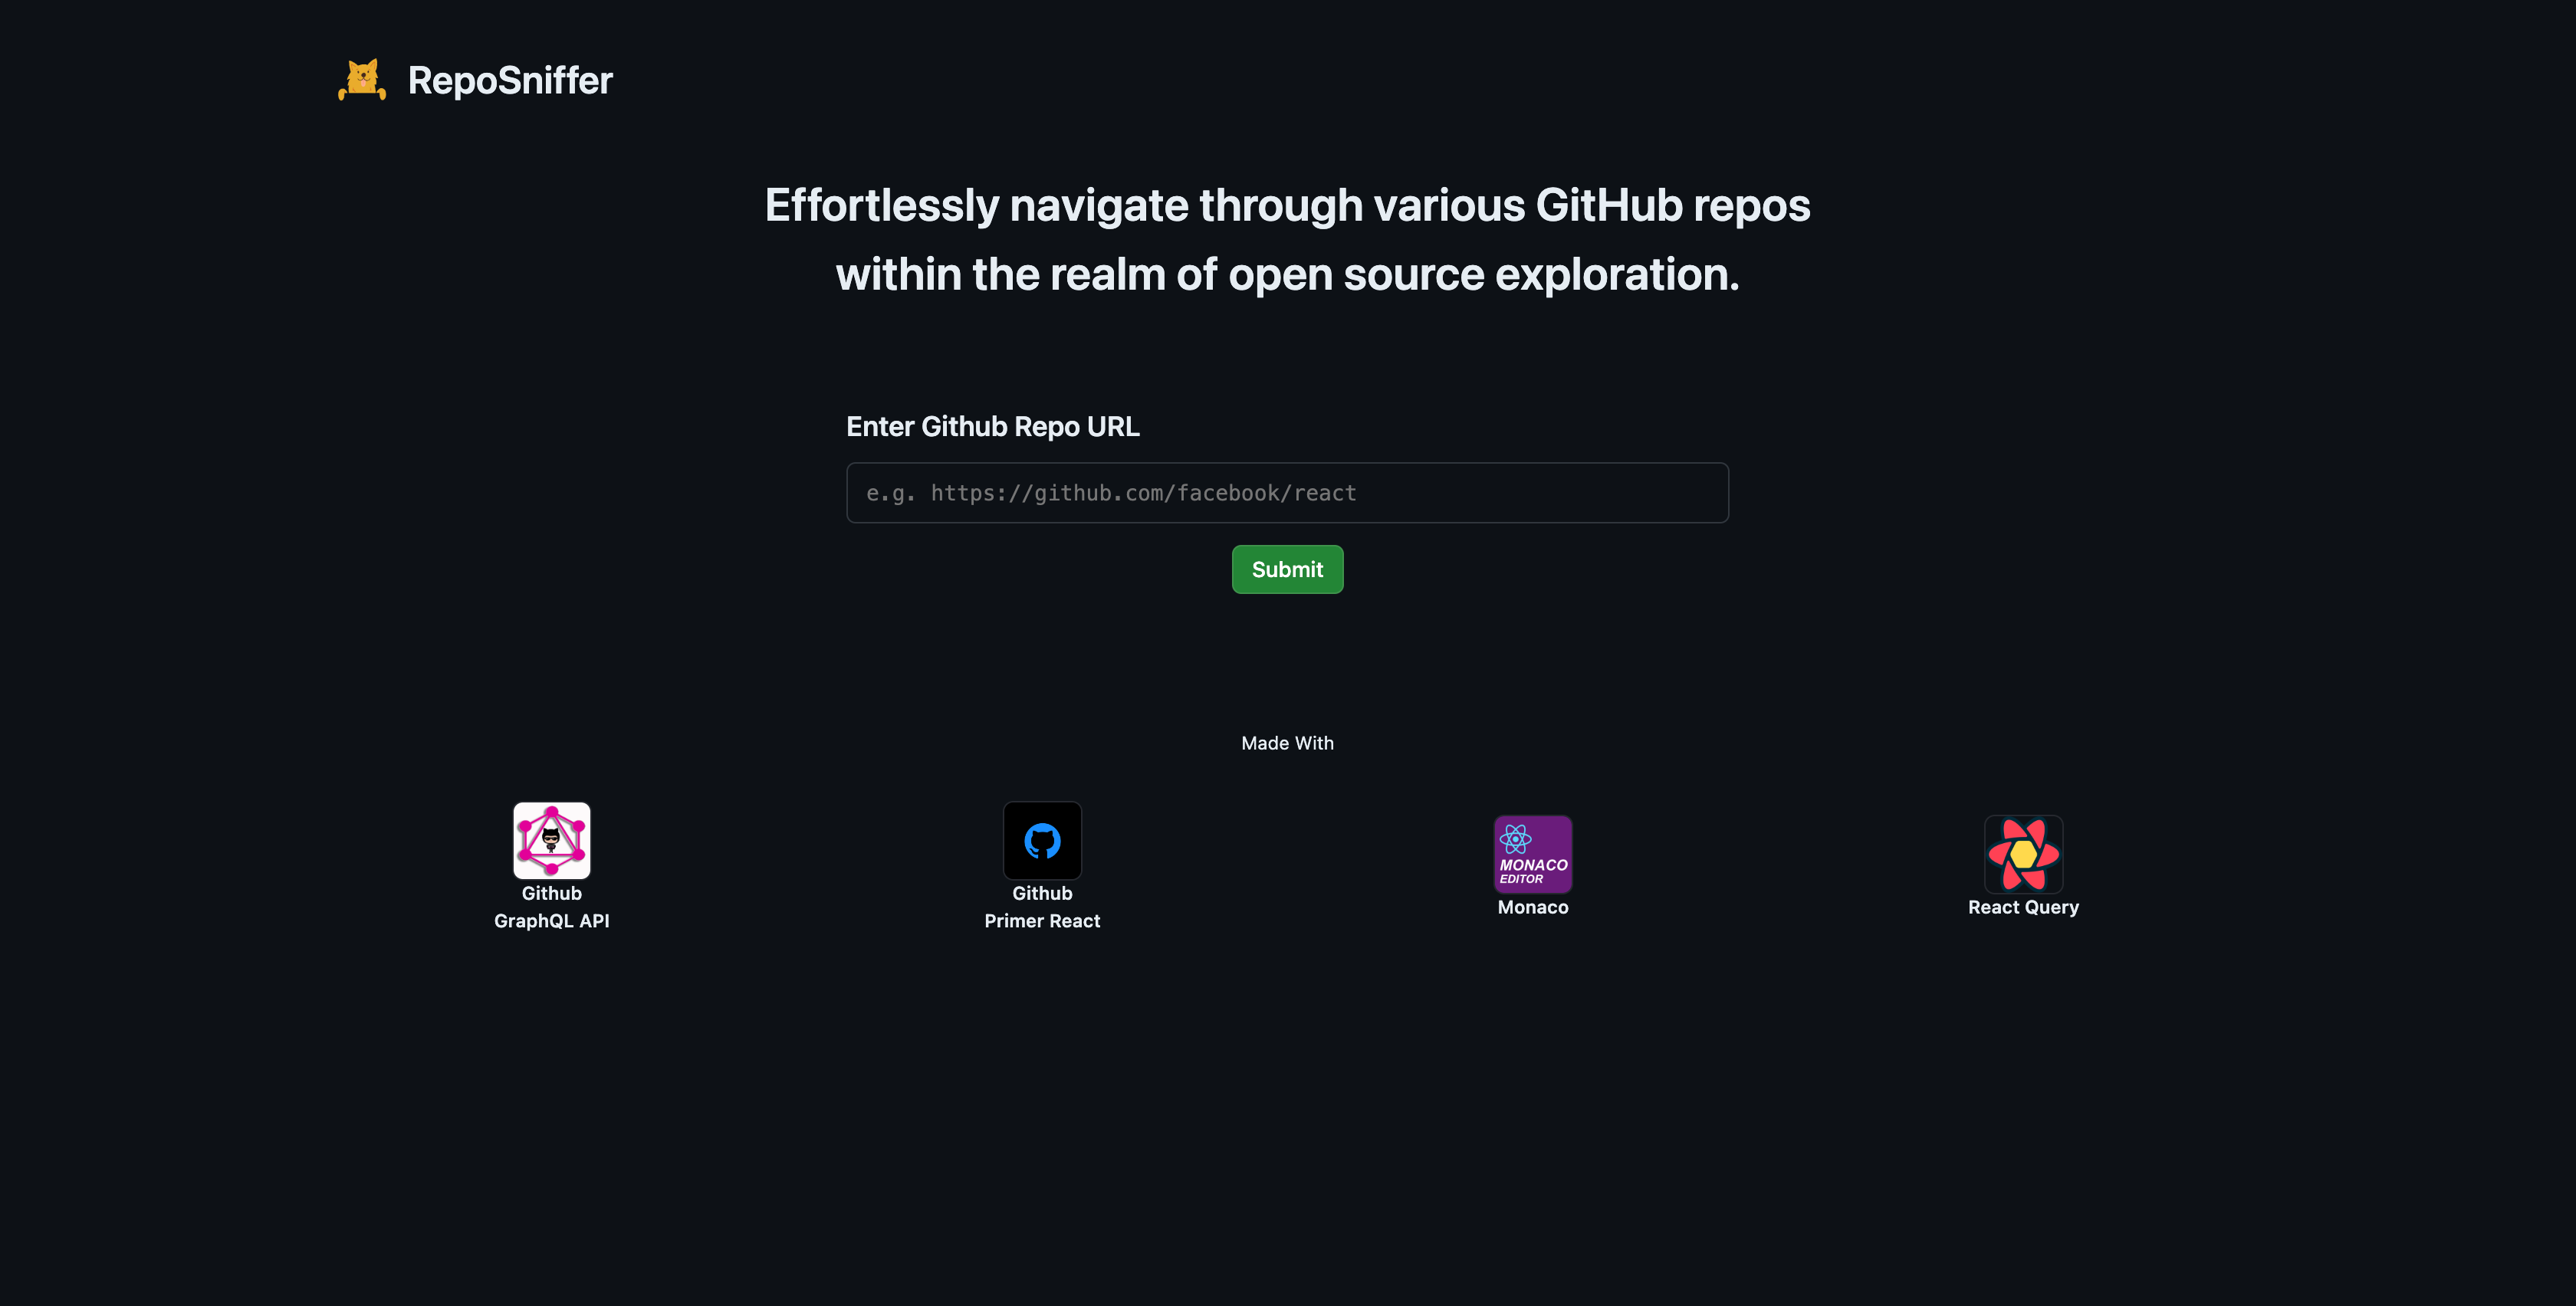 RepoSniffer
Effortlessly navigate through various GitHub repos
within the realm of open source exploration.
Enter Github Repo URL
e.g. https://github.com/facebook/react
Submit
Made With
Github
GraphQL API
Github
Primer React
MONACO
EDITOR
Monaco
React Query